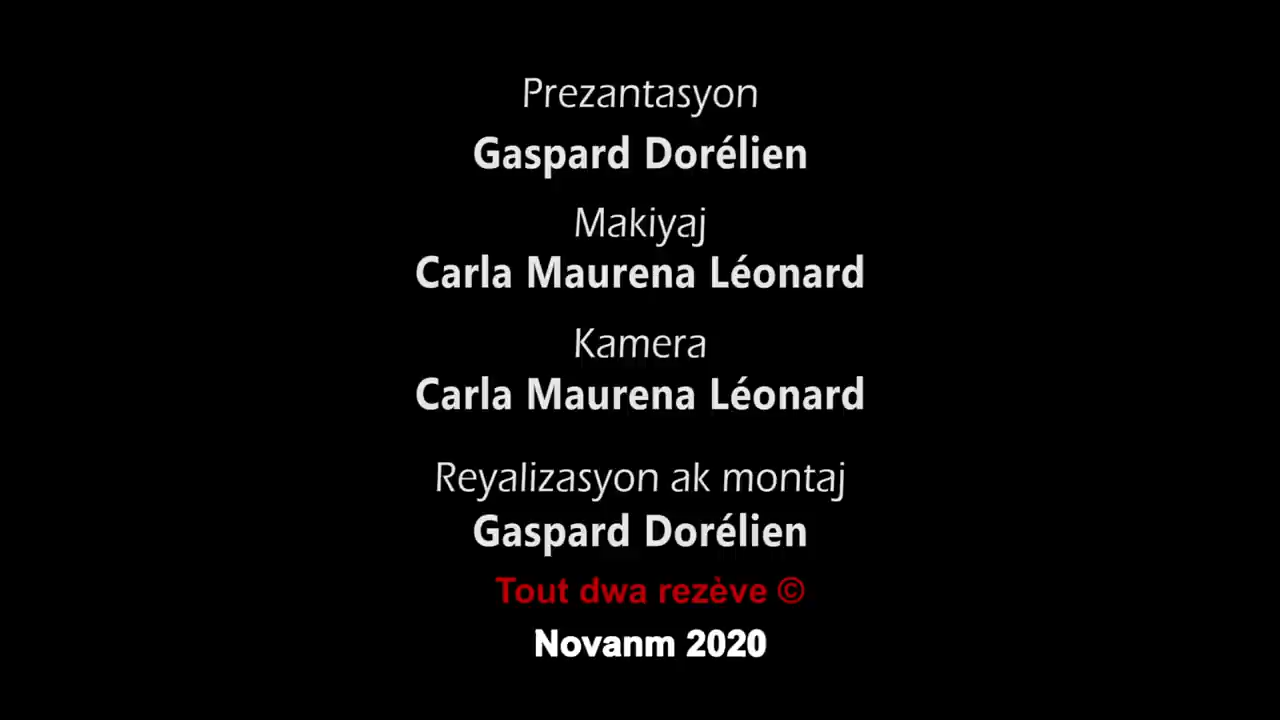 Prezantasyon
Gaspard Dorélien
Makiyaj
Carla Maurena Léonard
Kamera
Carla Maurena Léonard
Reyalizasyon ak montaj
Gaspard Dorélien
Tout dwa rezève ©
Novanm 2020